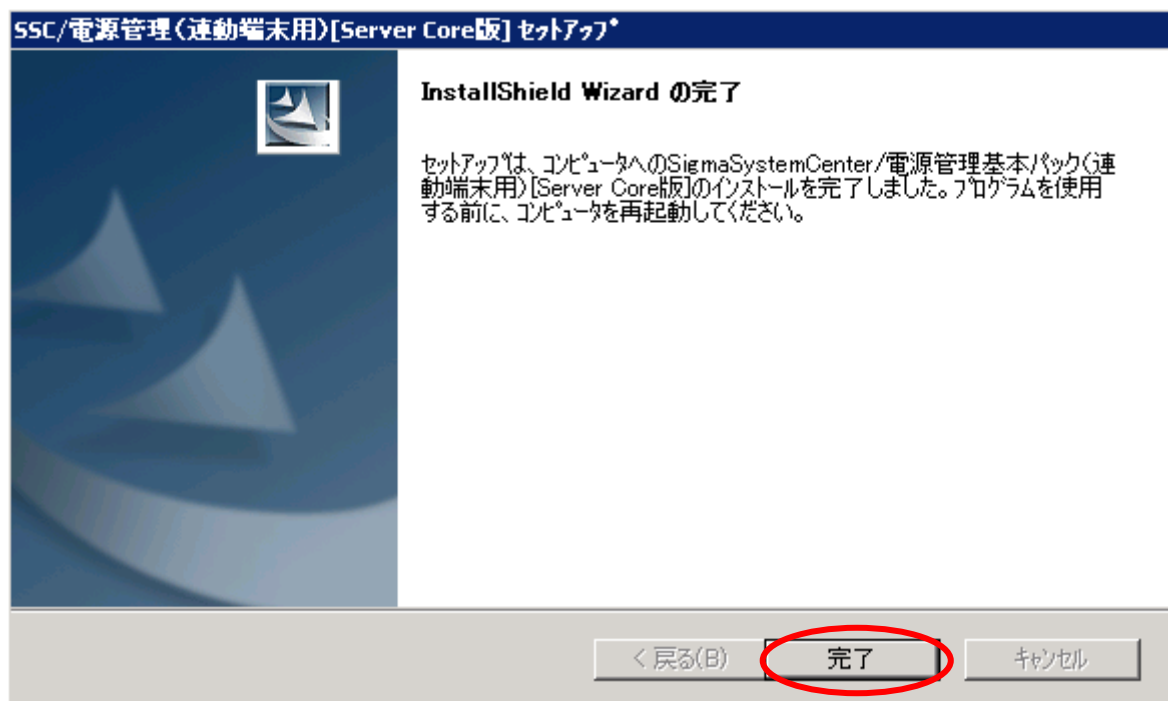 SSC/電源管理(連動端末用)[Server Core版] セットアップ
InstallShield Wizard の完了
セットアップは、コンピュータへのSigmaSystemCenter/電源管理基本パック(連
動端末用)[Server Core版]のインストールを完了しました。プログラムを使用
する前に、コンピュータを再起動してください。
< 戻る(B)
完了
キャンセル